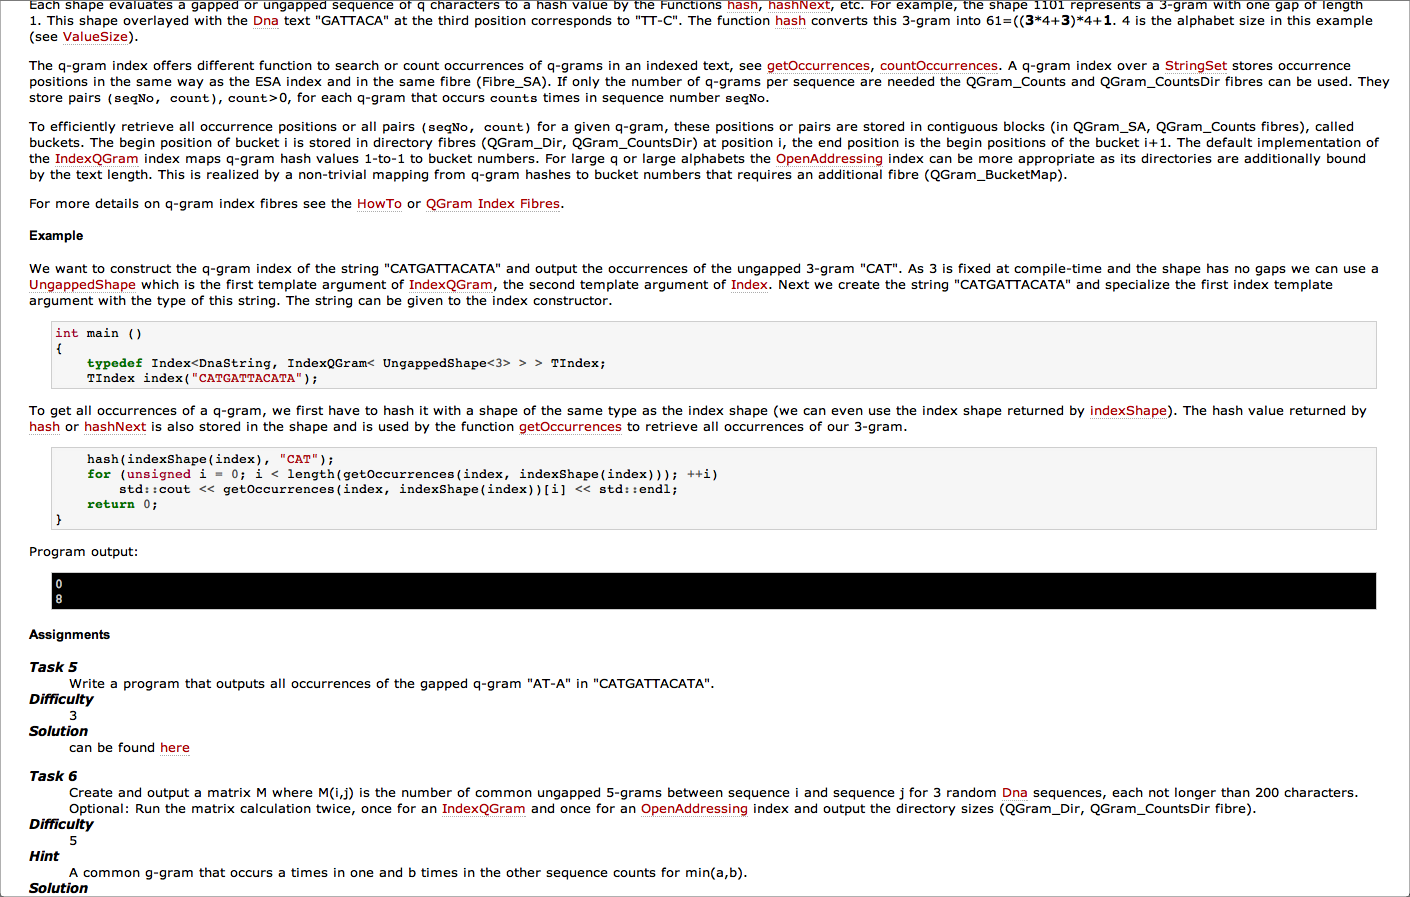 Each shape evaluates a gapped or ungapped sequence of q characters to a hash value by the Functions hash, hashNext, etc. For example, the shape 1101 represents a 3-gram with one gap of length
1. This shape overlayed with the Dna text "GATTACA" at the third position corresponds to "TT-C". The function hash converts this 3-gram into 61=((3*4+3)*4+1. 4 is the alphabet size in this example
(see ValueSize).
The q-gram index offers different function to search or count occurrences of q-grams in an indexed text, see getOccurrences, countOccurrences. A q-gram index over a StringSet stores occurrence
positions in the same way as the ESA index and in the same fibre (Fibre_SA). If only the number of q-grams per sequence are needed the QGram_Counts and QGram_CountsDir fibres can be used. They
store pairs (seqNo, count), count>0, for each q-gram that occurs counts times in sequence number seqNo.
To efficiently retrieve all occurrence positions or all pairs (seqNo, count) for a given q-gram, these positions or pairs are stored in contiguous blocks (in QGram_SA, QGram_Counts fibres), called
buckets. The begin position of bucket i is stored in directory fibres (QGram_Dir, QGram_CountsDir) at position i, the end position is the begin positions of the bucket i+1. The default implementation of
the IndexQGram index maps q-gram hash values 1-to-1 to bucket numbers. For large q or large alphabets the OpenAddressing index can be more appropriate as its directories are additionally bound
by the text length. This is realized by a non-trivial mapping from q-gram hashes to bucket numbers that requires an additional fibre (QGram_BucketMap).
For more details on q-gram index fibres see the HowTo or QGram Index Fibres.
Example
We want to construct the q-gram index of the string "CATGATTACATA" and output the occurrences of the ungapped 3-gram "CAT". As 3 is fixed at compile-time and the shape has no gaps we can use a
UngappedShape which is the first template argument of IndexQGram, the second template argument of Index. Next we create the string "CATGATTACATA" and specialize the first index template
argument with the type of this string. The string can be given to the index constructor.
int main ()
{
    typedef Index<DnaString, IndexQGram< UngappedShape<3> > > TIndex;
    TIndex index("CATGATTACATA");
To get all occurrences of a q-gram, we first have to hash it with a shape of the same type as the index shape (we can even use the index shape returned by indexShape). The hash value returned by
hash or hashNext is also stored in the shape and is used by the function getOccurrences to retrieve all occurrences of our 3-gram.
    hash(indexShape(index), "CAT");
    for (unsigned i = 0; i < length(getOccurrences(index, indexShape(index))); ++i)
        std::cout << getOccurrences(index, indexShape(index))[i] << std::endl;
    return 0;
}
Program output:
0
8
Assignments
Task 5
Write a program that outputs all occurrences of the gapped q-gram "AT-A" in "CATGATTACATA".
Difficulty
3
Solution
can be found here
Task 6
Create and output a matrix M where M(i,j) is the number of common ungapped 5-grams between sequence i and sequence j for 3 random Dna sequences, each not longer than 200 characters.
Optional: Run the matrix calculation twice, once for an IndexQGram and once for an OpenAddressing index and output the directory sizes (QGram_Dir, QGram_CountsDir fibre).
Difficulty
5
Hint
A common g-gram that occurs a times in one and b times in the other sequence counts for min(a,b).
Solution